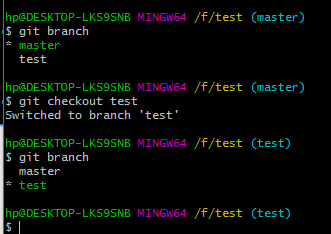 hp@DESKTOP-LKS9SNB MINGW64 /f/test (master)
$ git branch
* master
  test

hp@DESKTOP-LKS9SNB MINGW64 /f/test (master)
$ git checkout test
Switched to branch 'test'

hp@DESKTOP-LKS9SNB MINGW64 /f/test (test)
$ git branch
  master
* test

hp@DESKTOP-LKS9SNB MINGW64 /f/test (test)
$